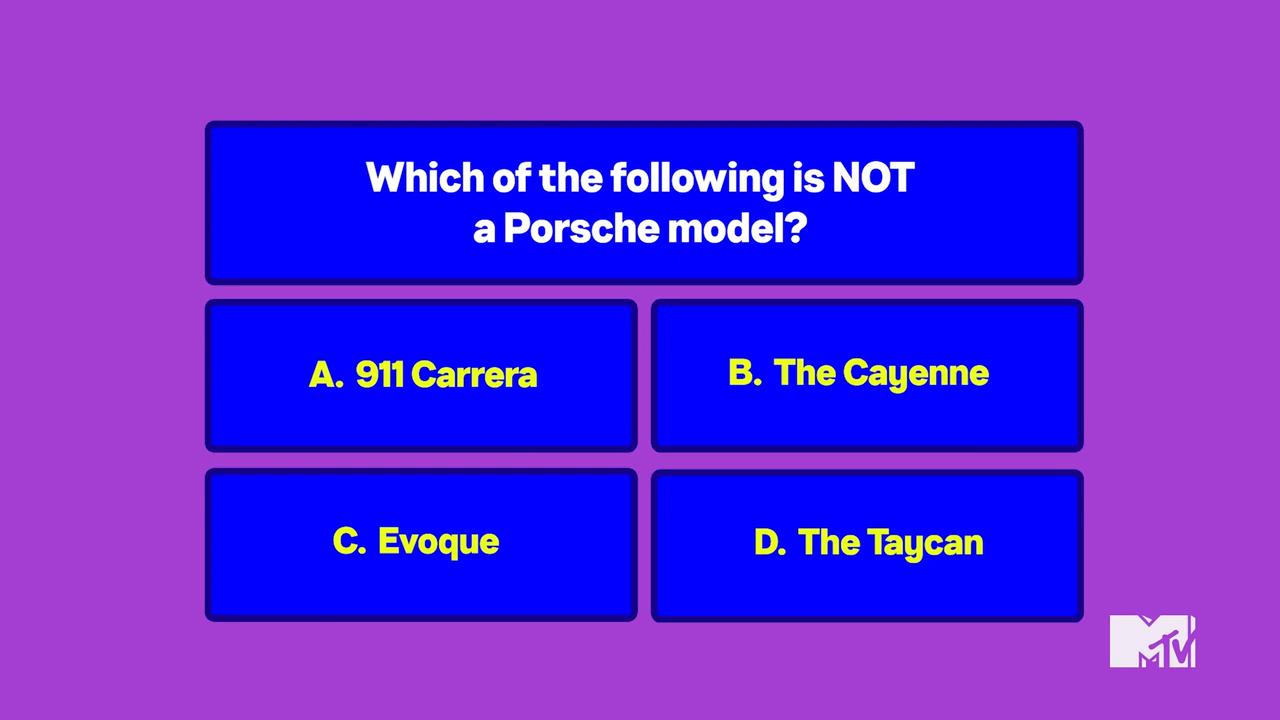 Which of the following is NOT
a Porsche model?
A. 911 Carrera
B. The Cayenne
C. Evoque
D. The Taycan
MTV